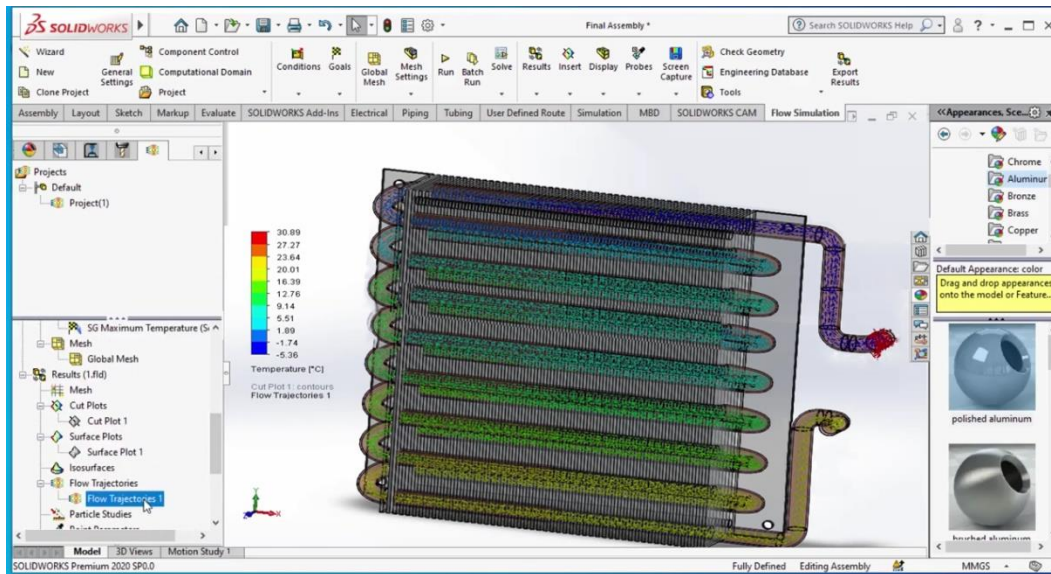 SOLIDWORKS
Final Assembly *
Search SOLIDWORKS Help
Wizard
New
Clone Project
General Settings
Component Control
Computational Domain
Project
Conditions
Goals
Global Mesh
Mesh Settings
Run
Batch Run
Solve
Results
Insert
Display
Probes
Screen Capture
Check Geometry
Engineering Database
Tools
Export Results
Assembly
Layout
Sketch
Markup
Evaluate
SOLIDWORKS Add-Ins
Electrical
Piping
Tubing
User Defined Route
Simulation
MBD
SOLIDWORKS CAM
Flow Simulation
Projects
Default
Project(1)
SG Maximum Temperature (S
Mesh
Global Mesh
Results (1.fld)
Mesh
Cut Plots
Cut Plot 1
Surface Plots
Surface Plot 1
Isosurfaces
Flow Trajectories
Flow Trajectories 1
Particle Studies
30.89
27.27
23.64
20.01
16.39
12.76
9.14
5.51
1.89
-1.74
-5.36
Temperature [°C]
Cut Plot 1: contours
Flow Trajectories 1
<<Appearances, Sce...
Chrome
Aluminur
Bronze
Brass
Copper
Default Appearance: color
Drag and drop appearances
onto the model or Feature..
polished aluminum
brushed aluminum
Model
3D Views
Motion Study 1
SOLIDWORKS Premium 2020 SP0.0
Fully Defined
Editing Assembly
MMGS